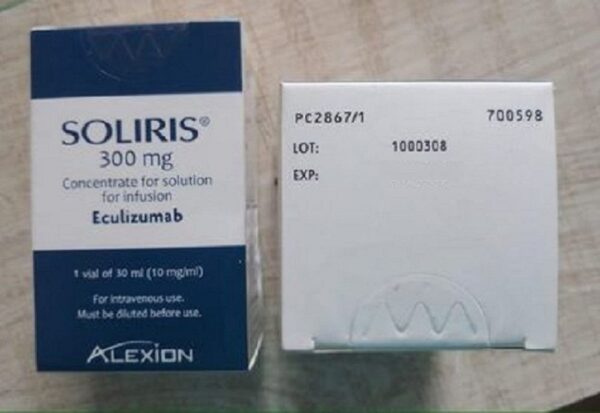 SOLIRIS®
300 mg
Concentrate for solution
for infusion
Eculizumab
1 vial of 30 ml (10 mg/ml)
For intravenous use.
Must be diluted before use.
ALEXION
PC2867/1 700598
LOT: 1000308
EXP: